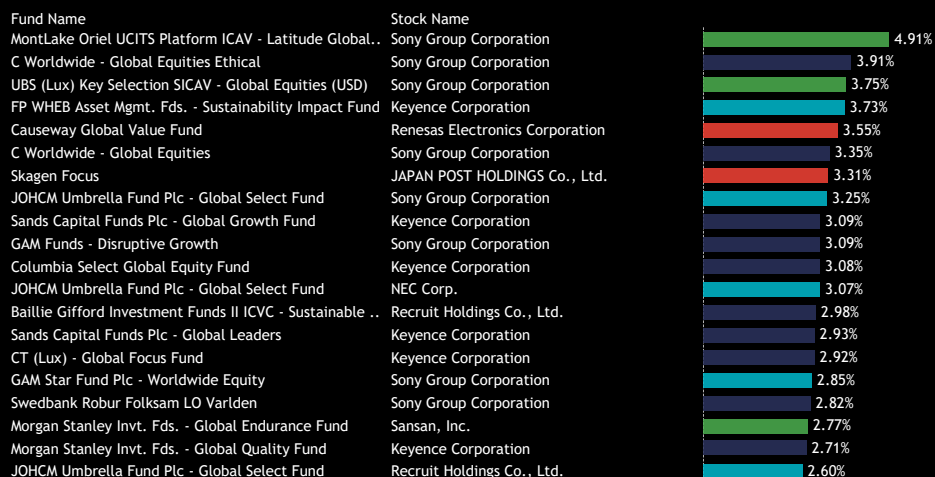 Fund Name Stock Name
MontLake Oriel UCITS Platform ICAV - Latitude Global.. Sony Group Corporation 4.91%
C Worldwide - Global Equities Ethical Sony Group Corporation 3.91%
UBS (Lux) Key Selection SICAV - Global Equities (USD) Sony Group Corporation 3.75%
FP WHEB Asset Mgmt. Fds. - Sustainability Impact Fund Keyence Corporation 3.73%
Causeway Global Value Fund Renesas Electronics Corporation 3.55%
C Worldwide - Global Equities Sony Group Corporation 3.35%
Skagen Focus JAPAN POST HOLDINGS Co., Ltd. 3.31%
JOHCM Umbrella Fund Plc - Global Select Fund Sony Group Corporation 3.25%
Sands Capital Funds Plc - Global Growth Fund Keyence Corporation 3.09%
GAM Funds - Disruptive Growth Sony Group Corporation 3.09%
Columbia Select Global Equity Fund Keyence Corporation 3.08%
JOHCM Umbrella Fund Plc - Global Select Fund NEC Corp. 3.07%
Baillie Gifford Investment Funds II ICVC - Sustainable .. Recruit Holdings Co., Ltd. 2.98%
Sands Capital Funds Plc - Global Leaders Keyence Corporation 2.93%
CT (Lux) - Global Focus Fund Keyence Corporation 2.92%
GAM Star Fund Plc - Worldwide Equity Sony Group Corporation 2.85%
Swedbank Robur Folksam LO Varlden Sony Group Corporation 2.82%
Morgan Stanley Invt. Fds. - Global Endurance Fund Sansan, Inc. 2.77%
Morgan Stanley Invt. Fds. - Global Quality Fund Keyence Corporation 2.71%
JOHCM Umbrella Fund Plc - Global Select Fund Recruit Holdings Co., Ltd. 2.60%